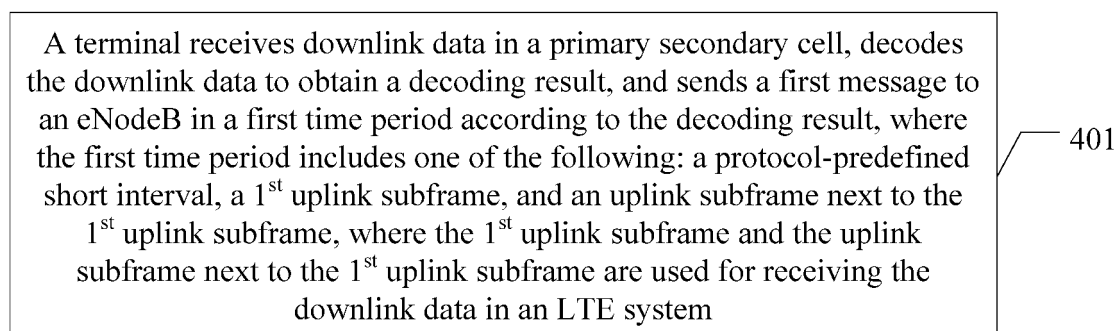 A terminal receives downlink data in a primary secondary cell, decodes
the downlink data to obtain a decoding result, and sends a first message to
an eNodeB in a first time period according to the decoding result, where
the first time period includes one of the following: a protocol-predefined
short interval, a 1st uplink subframe, and an uplink subframe next to the
1st uplink subframe, where the 1st uplink subframe and the uplink
subframe next to the 1st uplink subframe are used for receiving the
downlink data in an LTE system
401